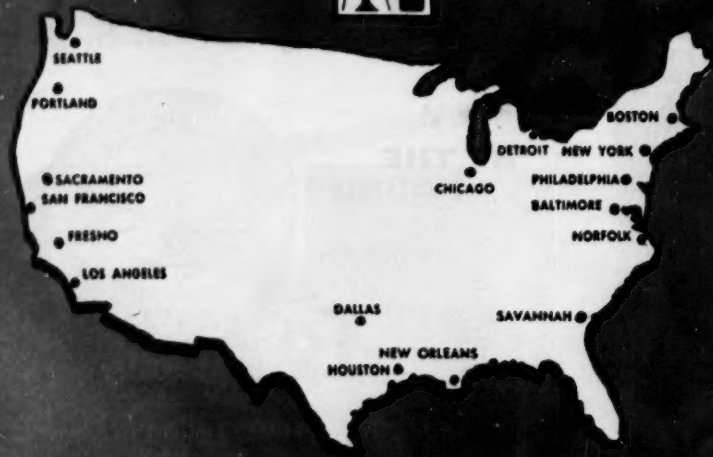 SEATTLE
PORTLAND
BOSTON
DETROIT NEW YORK
SACRAMENTO
CHICAGO
PHILADELPHIA
SAN FRANCISCO
BALTIMORE
FRESNO
NORFOLK
LOS ANGELES
DALLAS
SAVANNAH
NEW ORLEANS
HOUSTON